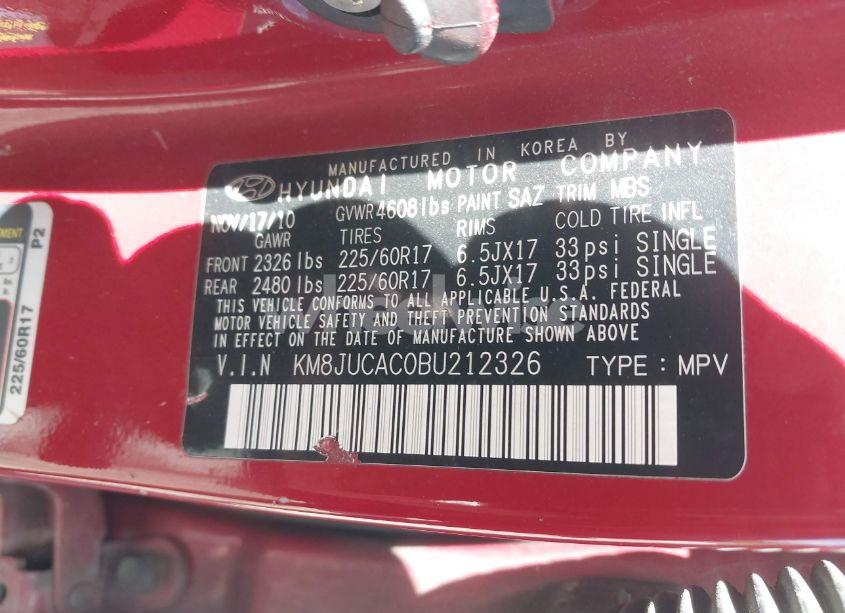 MANUFACTURED IN KOREA BY
HYUNDAI MOTOR COMPANY
NOV/17/10 GVWR 4608lbs PAINT SAZ TRIM MBS
GAWR TIRES RIMS COLD TIRE INFL
FRONT 2326 lbs 225/60R17 6.5JX17 33psi SINGLE
REAR 2480 lbs 225/60R17 6.5JX17 33psi SINGLE
THIS VEHICLE CONFORMS TO ALL APPLICABLE U.S.A. FEDERAL
MOTOR VEHICLE SAFETY AND THEFT PREVENTION STANDARDS
IN EFFECT ON THE DATE OF MANUFACTURE SHOWN ABOVE
V.I.N KM8JUCAC0BU212326 TYPE : MPV
P2
225/60R17